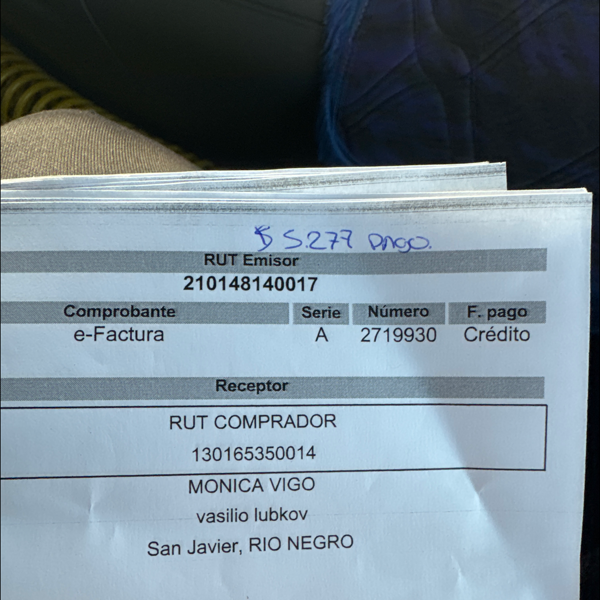 $ 5.277 pago.
RUT Emisor
210148140017
Comprobante Serie Número F. pago
e-Factura A 2719930 Crédito
Receptor
RUT COMPRADOR
130165350014
MONICA VIGO
vasilio lubkov
San Javier, RIO NEGRO